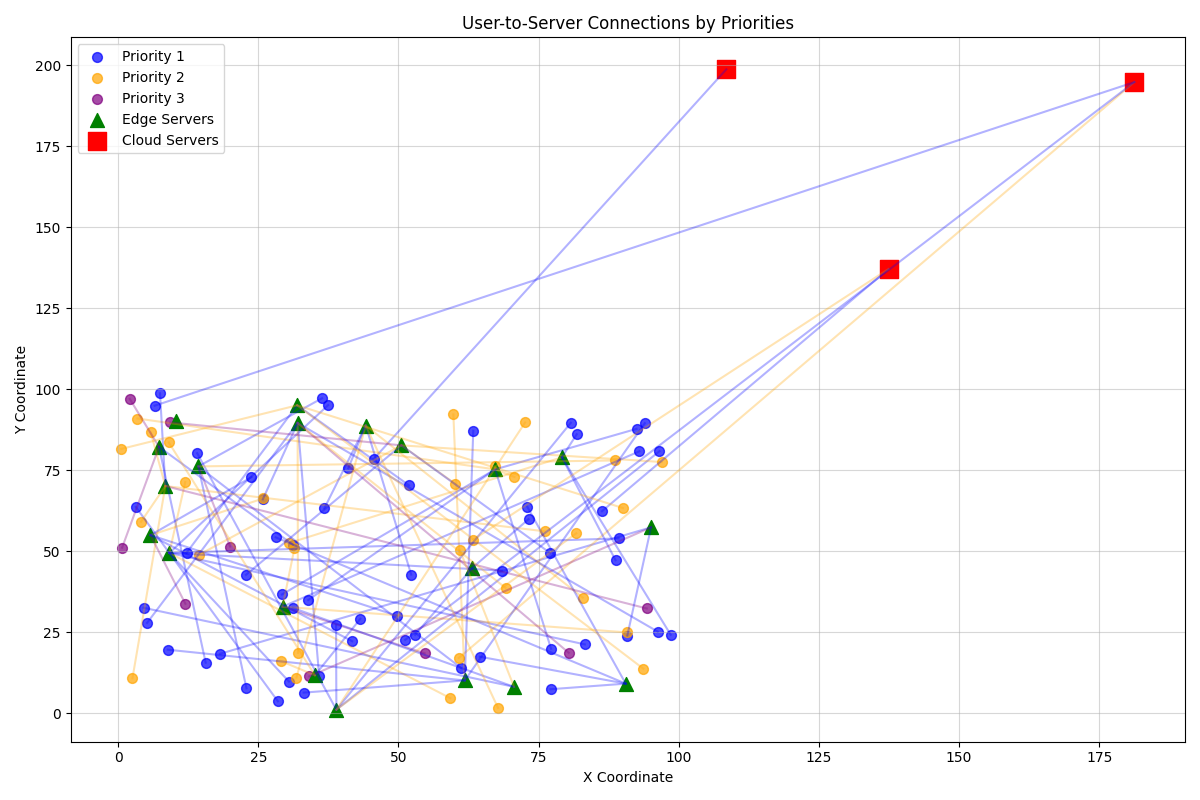 User-to-Server Connections by Priorities
Priority 1
Priority 2
Priority 3
Edge Servers
Cloud Servers
Y Coordinate
200
175
150
125
100
75
50
25
0
0 25 50 75 100 125 150 175
X Coordinate